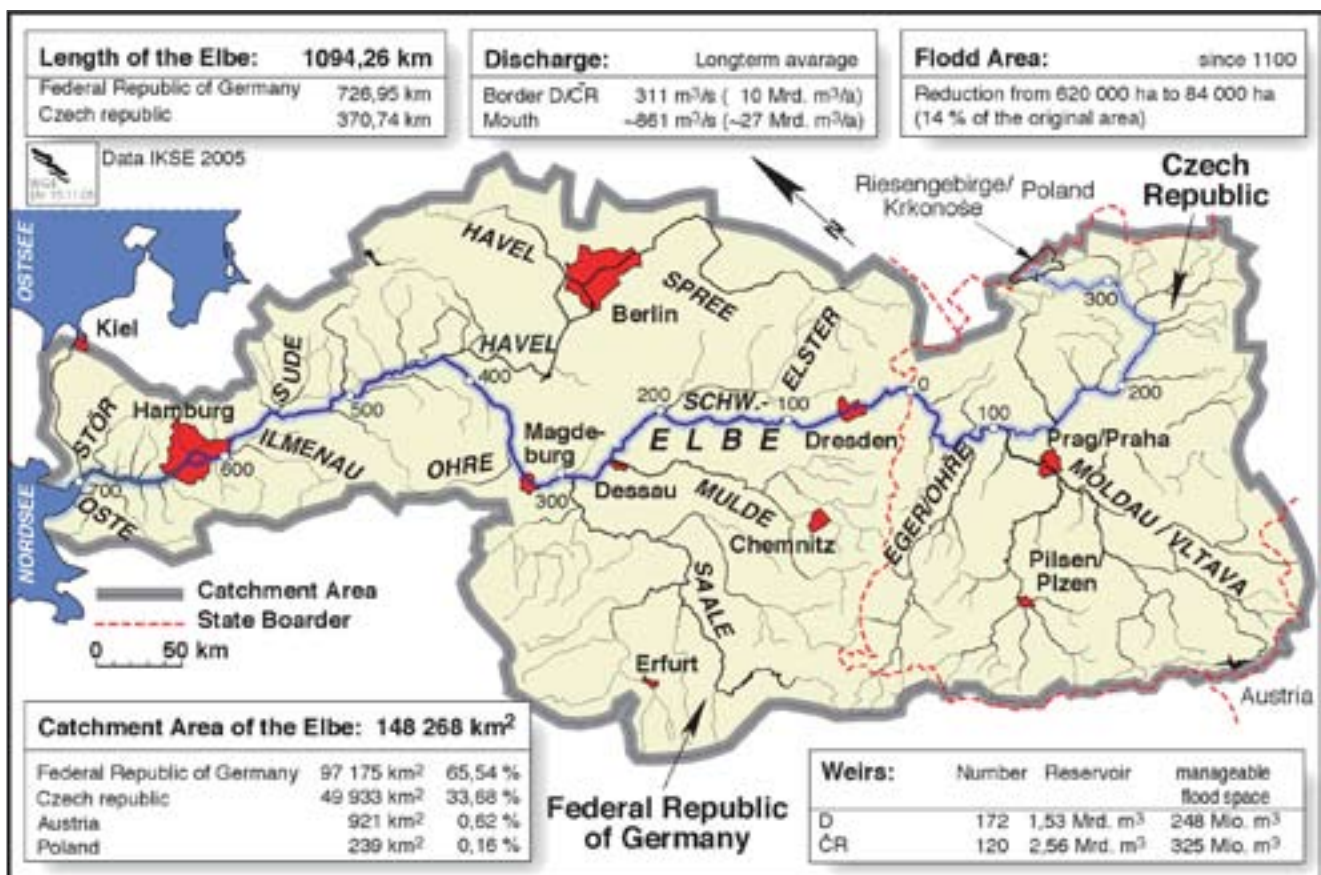 Length of the Elbe: 1094,26 km
Federal Republic of Germany 726,95 km
Czech republic 370,74 km
Discharge: Longterm avarage
Border D/ČR 311 m³/s ( 10 Mrd. m³/a)
Mouth ~861 m³/s (~27 Mrd. m³/a)
Flodd Area: since 1100
Reduction from 620 000 ha to 84 000 ha
(14 % of the original area)
Data IKSE 2005
OSTSEE
NORDSEE
Riesengebirge/
Krkonoše
Poland
Czech
Republic
N
Kiel
STÖR
Hamburg
SUDE
HAVEL
Berlin
SPREE
HAVEL
ELSTER
SCHW.-
ELBE
ILMENAU
OHRE
OSTE
Magde-
burg
Dessau
MULDE
Dresden
Chemnitz
SAALE
Erfurt
EGER/OHŘE
Prag/Praha
MOLDAU / VLTAVA
Pilsen/
Plzen
Austria
700
600
500
400
300
200
100
0
100
200
300
Catchment Area
State Boarder
0 50 km
Federal Republic
of Germany
Catchment Area of the Elbe: 148 268 km²
Federal Republic of Germany 97 175 km² 65,54 %
Czech republic 49 933 km² 33,68 %
Austria 921 km² 0,62 %
Poland 239 km² 0,16 %
Weirs: Number Reservoir manageable
flood space
D 172 1,53 Mrd. m³ 248 Mio. m³
ČR 120 2,56 Mrd. m³ 325 Mio. m³